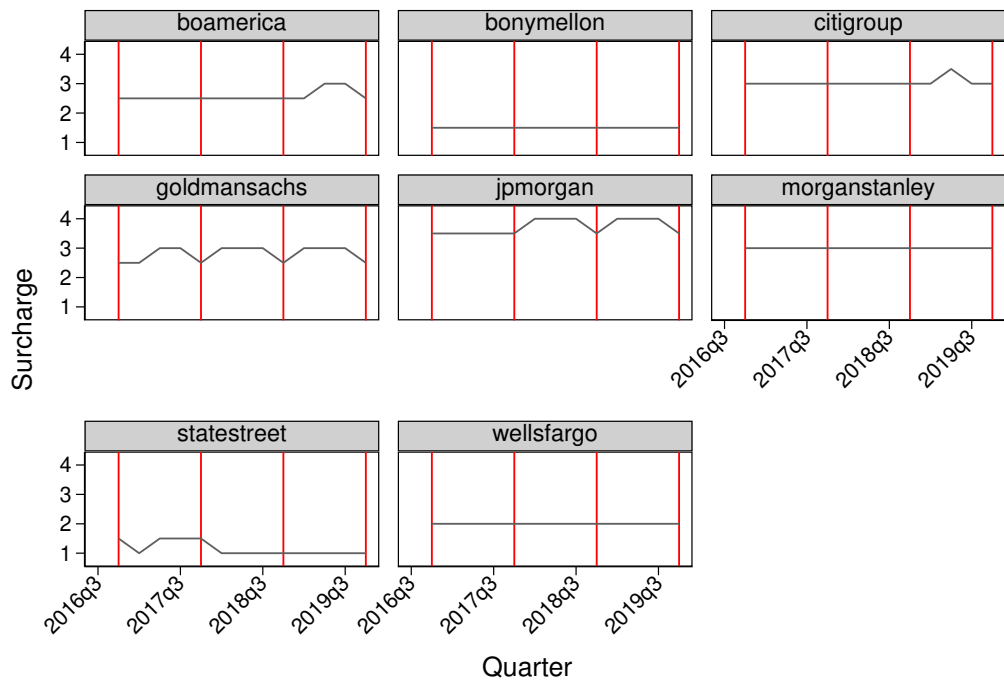 boamerica
bonymellon
citigroup
4
3
2
1
goldmansachs
jpmorgan
morganstanley
4
3
2
1
2016q3
2017q3
2018q3
2019q3
Surcharge
statestreet
wellsfargo
4
3
2
1
2016q3
2017q3
2018q3
2019q3
2016q3
2017q3
2018q3
2019q3
Quarter